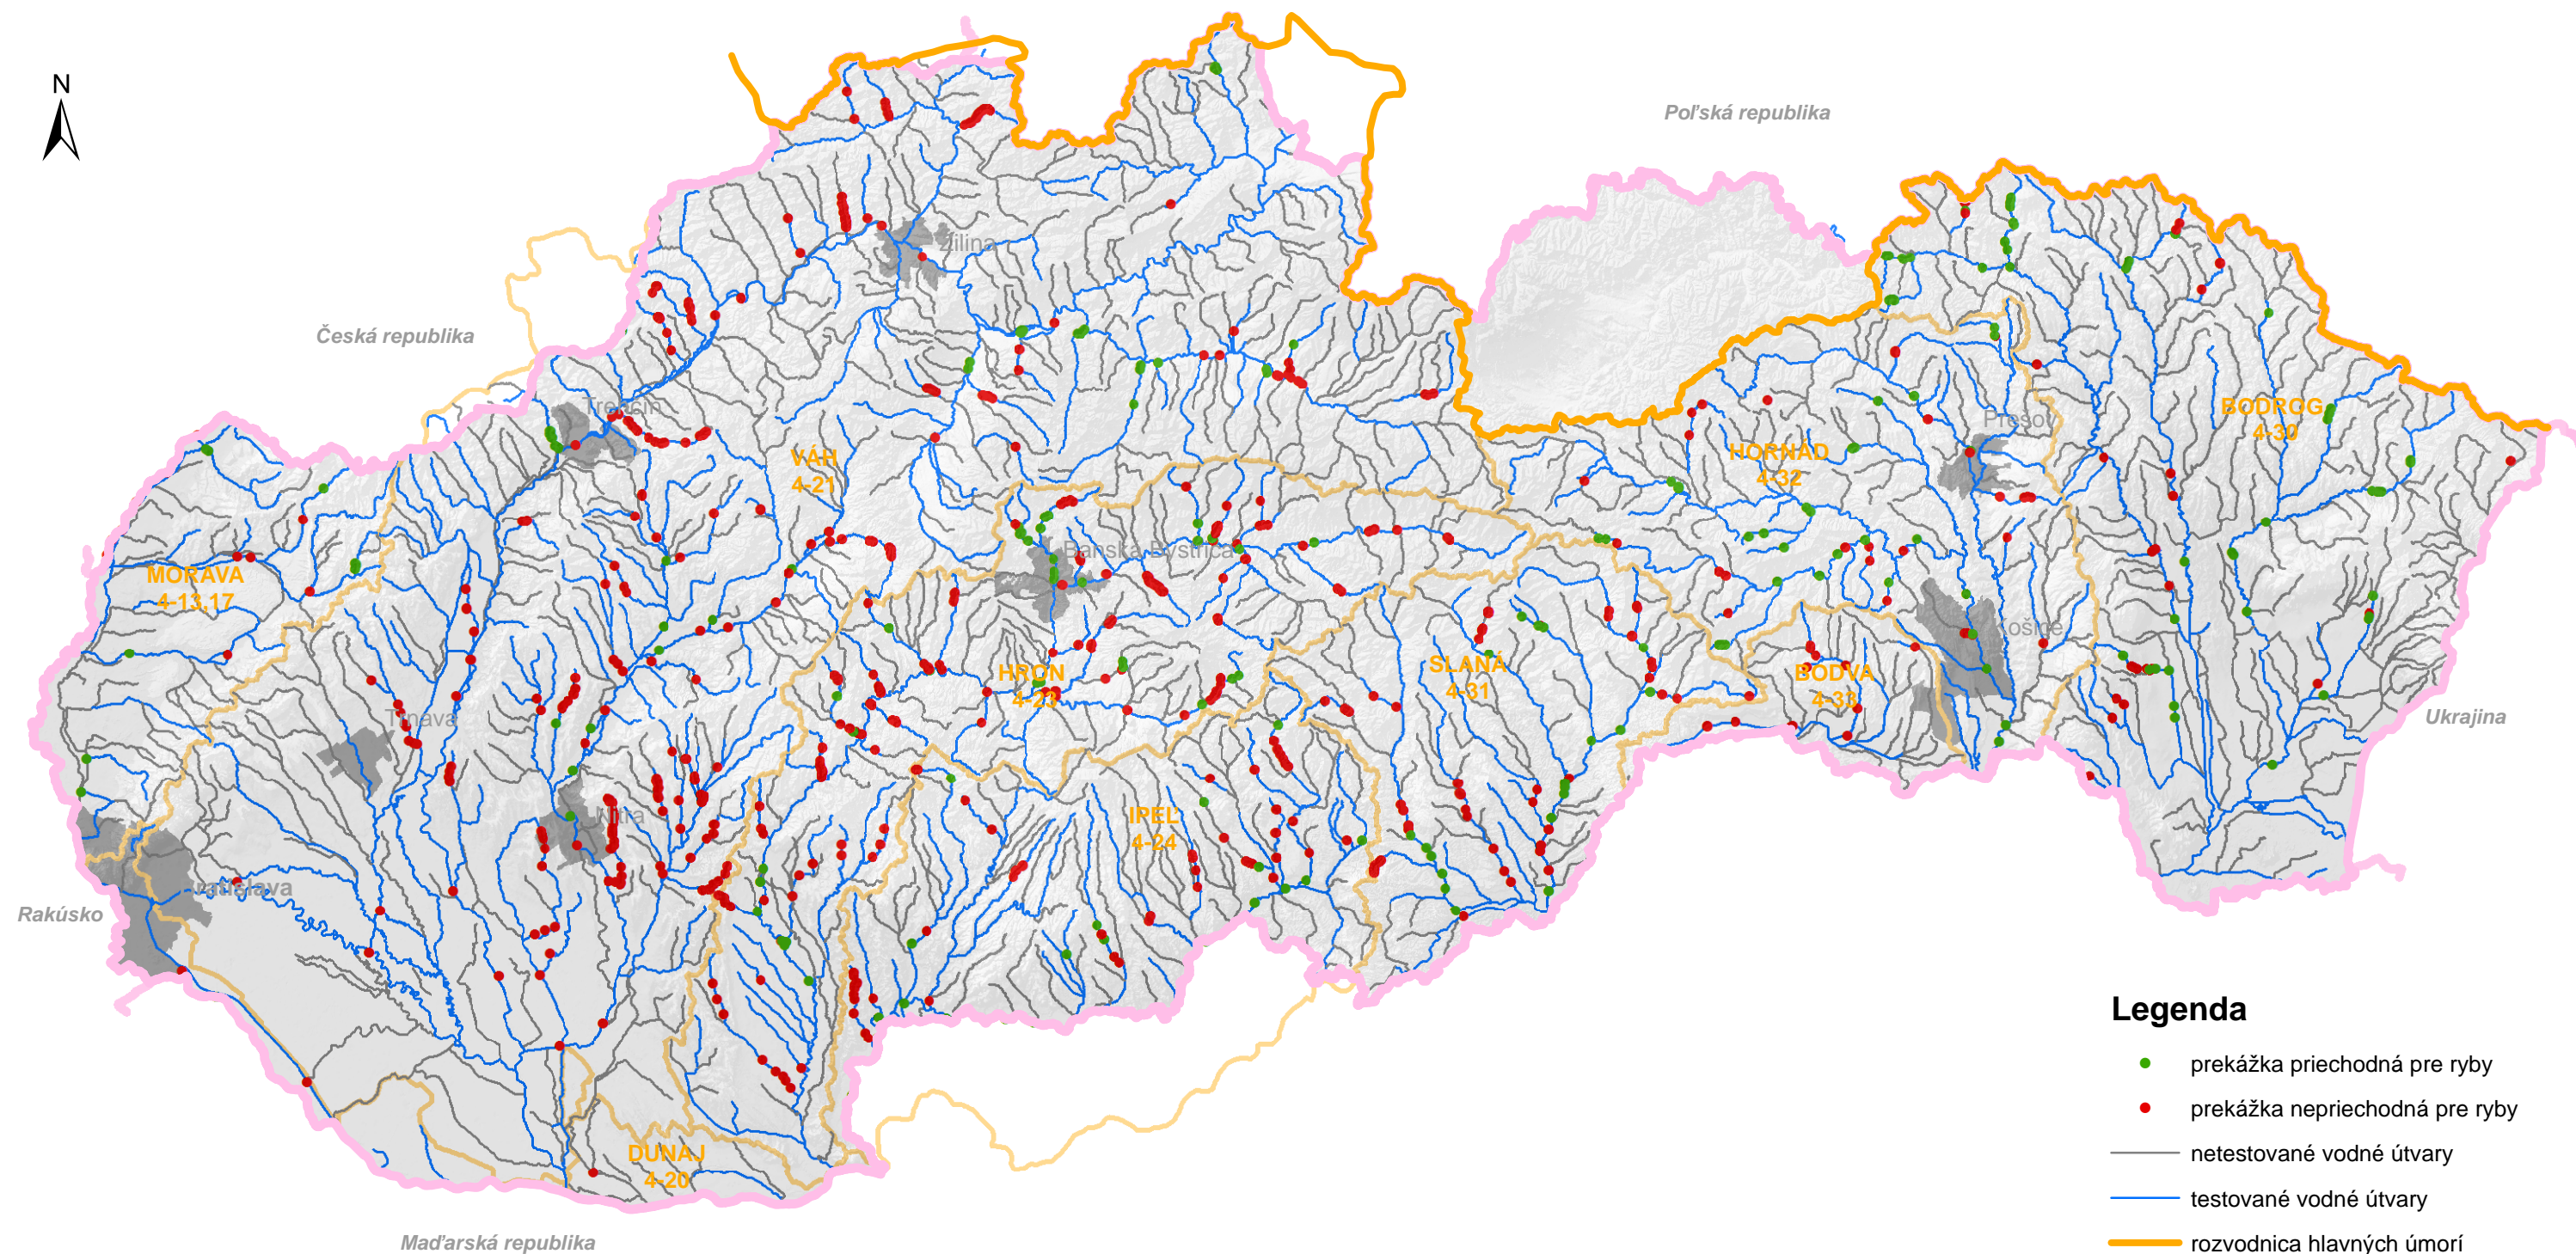 N
Poľská republika
Žilina
Česká republika
Trenčín
BODROG
4-30
Prešov
VÁH
4-21
HORNÁD
4-32
Banská Bystrica
MORAVA
4-13,17
Košice
HRON
4-23
SLANÁ
4-31
BODVA
4-33
Trnava
Ukrajina
Nitra
IPEĽ
4-24
Bratislava
Rakúsko
Legenda
prekážka priechodná pre ryby
prekážka nepriechodná pre ryby
netestované vodné útvary
DUNAJ
4-20
testované vodné útvary
Maďarská republika
rozvodnica hlavných úmorí